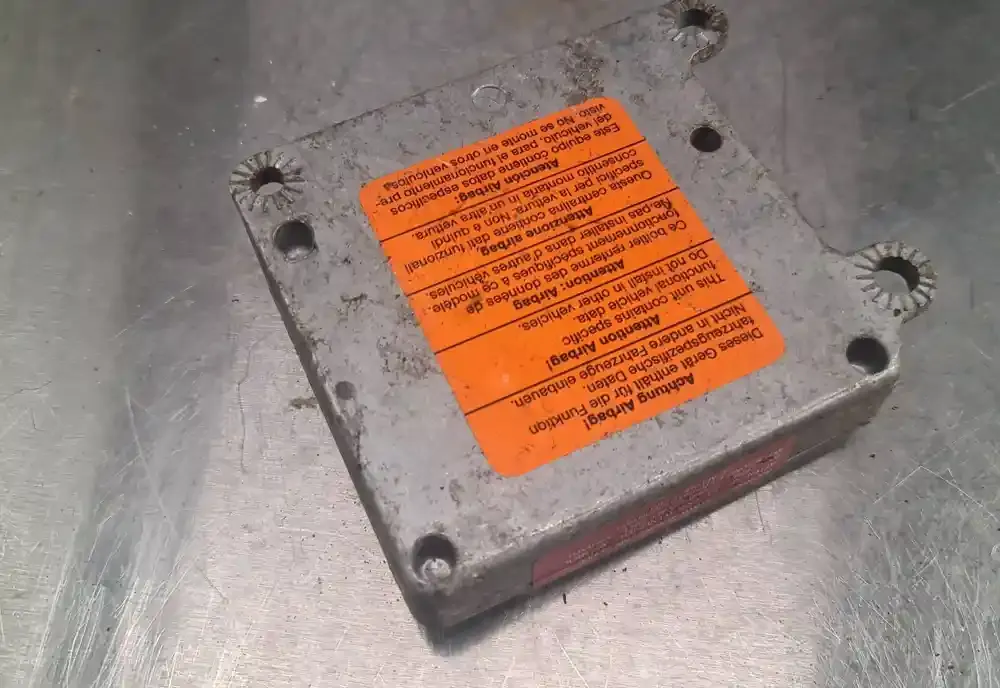 Achtung Airbag!
Dieses Gerät enthält für die Funktion
fahrzeugspezifische Daten.
Nicht in andere Fahrzeuge einbauen.
Attention Airbag!
This unit contains specific
functional vehicle data.
Do not install in other vehicles.
Attention: Airbag
Ce boîtier renferme des données de
fonctionnement spécifiques à ce modèle.
Ne pas installer dans d'autres véhicules.
Attenzione airbag
Questa centralina contiene dati funzionali
specifici per la vettura. Non è quindi
consentito montarla in un'altra vettura.
Atención Airbag:
Este equipo contiene datos específicos
del vehículo, para el funcionamiento pre-
visto. No se monte en otros vehículos.